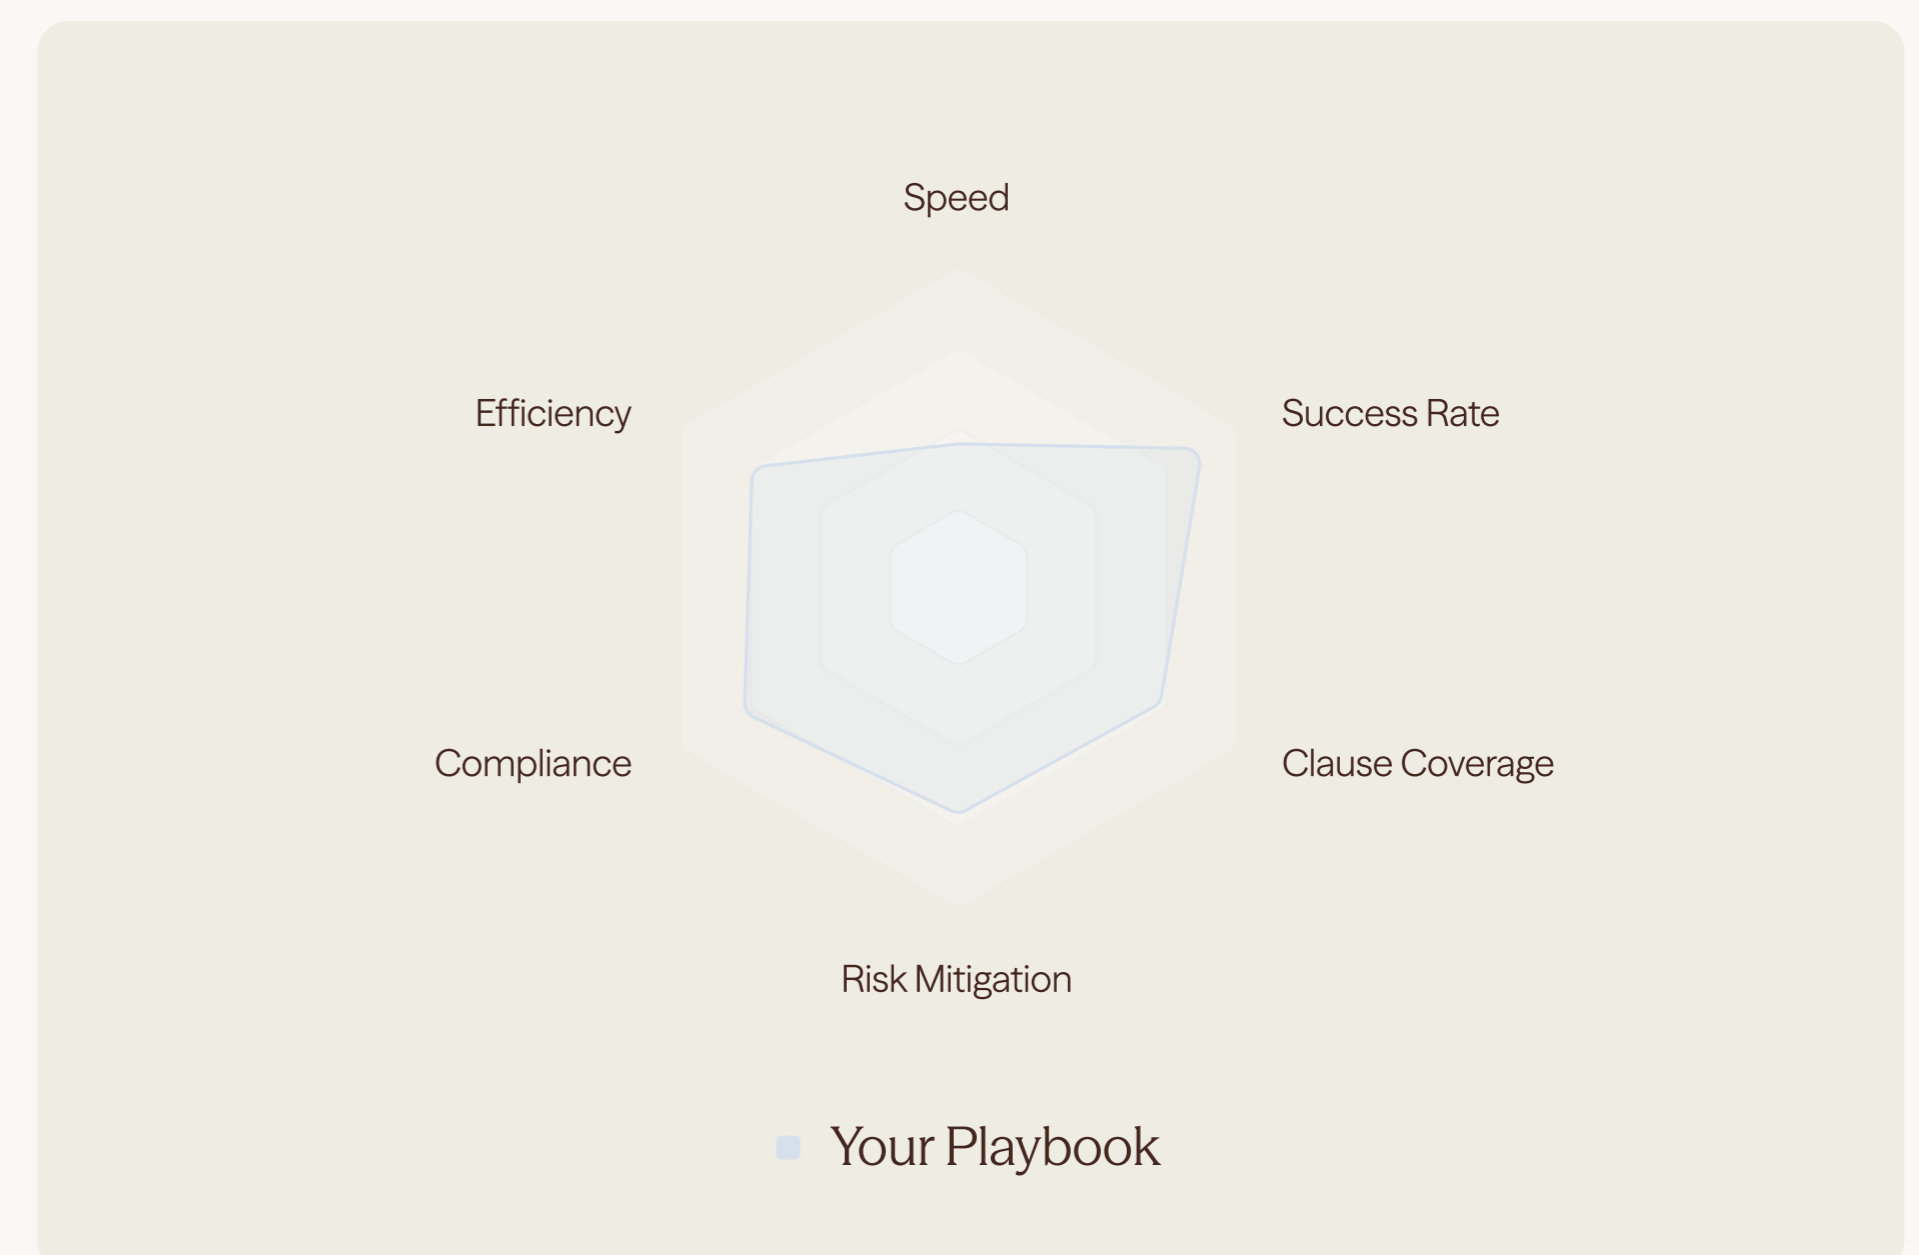 Speed
Efficiency
Success Rate
Compliance
Clause Coverage
Risk Mitigation
Your Playbook